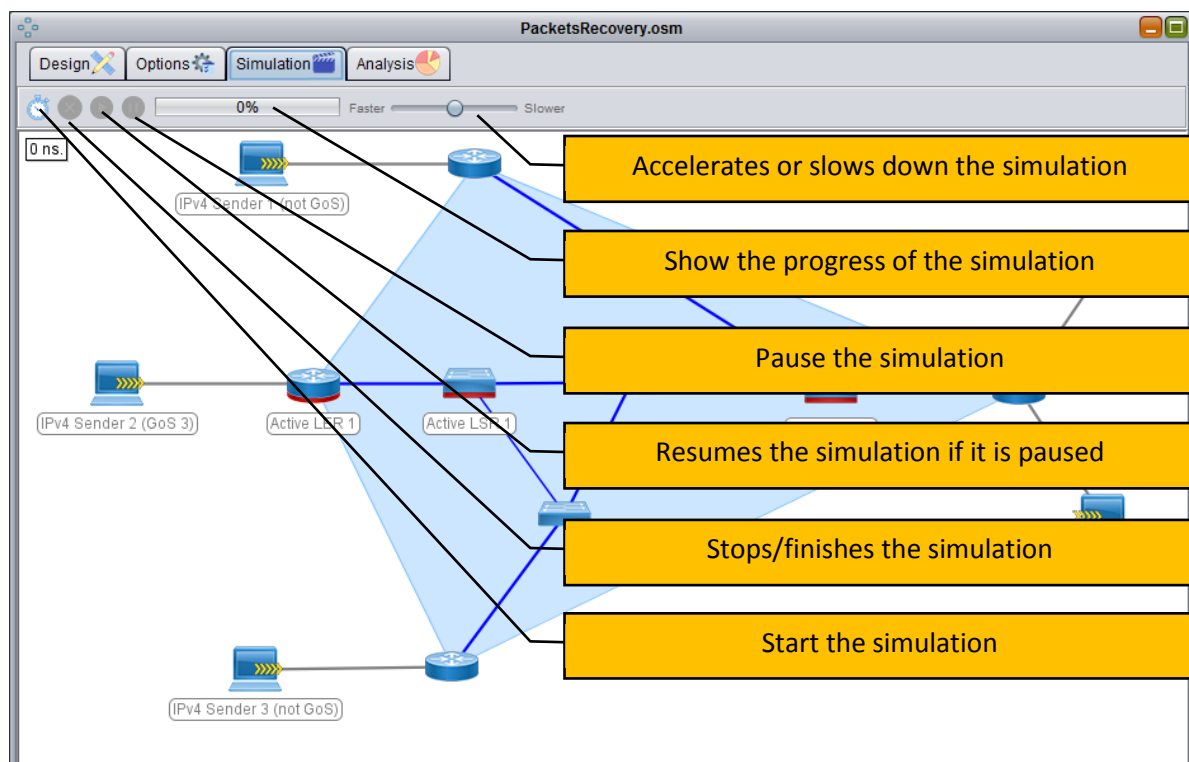 PacketsRecovery.osm
Design Options Simulation Analysis
0% Faster Slower
0 ns.
Accelerates or slows down the simulation
IPv4 Sender 1 (not GoS)
Show the progress of the simulation
Pause the simulation
IPv4 Sender 2 (GoS 3) Active LER 1 Active LSR 1
Resumes the simulation if it is paused
Stops/finishes the simulation
Start the simulation
IPv4 Sender 3 (not GoS)